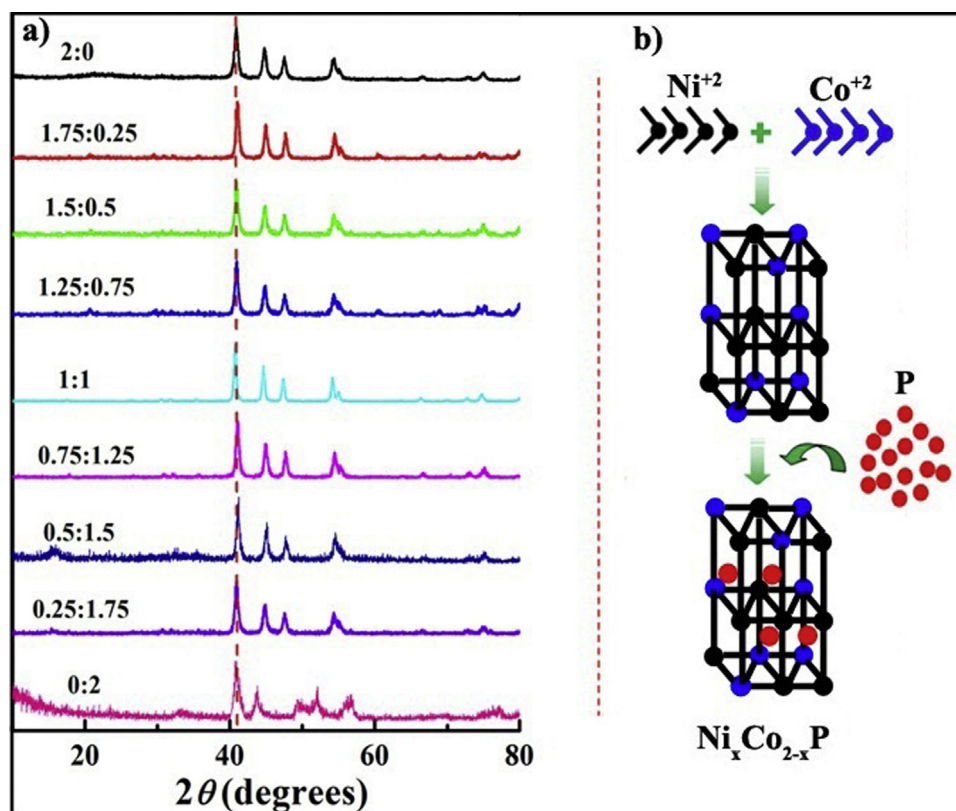 a)
2:0
1.75:0.25
1.5:0.5
1.25:0.75
1:1
0.75:1.25
0.5:1.5
0.25:1.75
0:2
20 40 60 80
2θ (degrees)
b)
Ni⁺² Co⁺²
+
P
NiₓCo₂₋ₓP